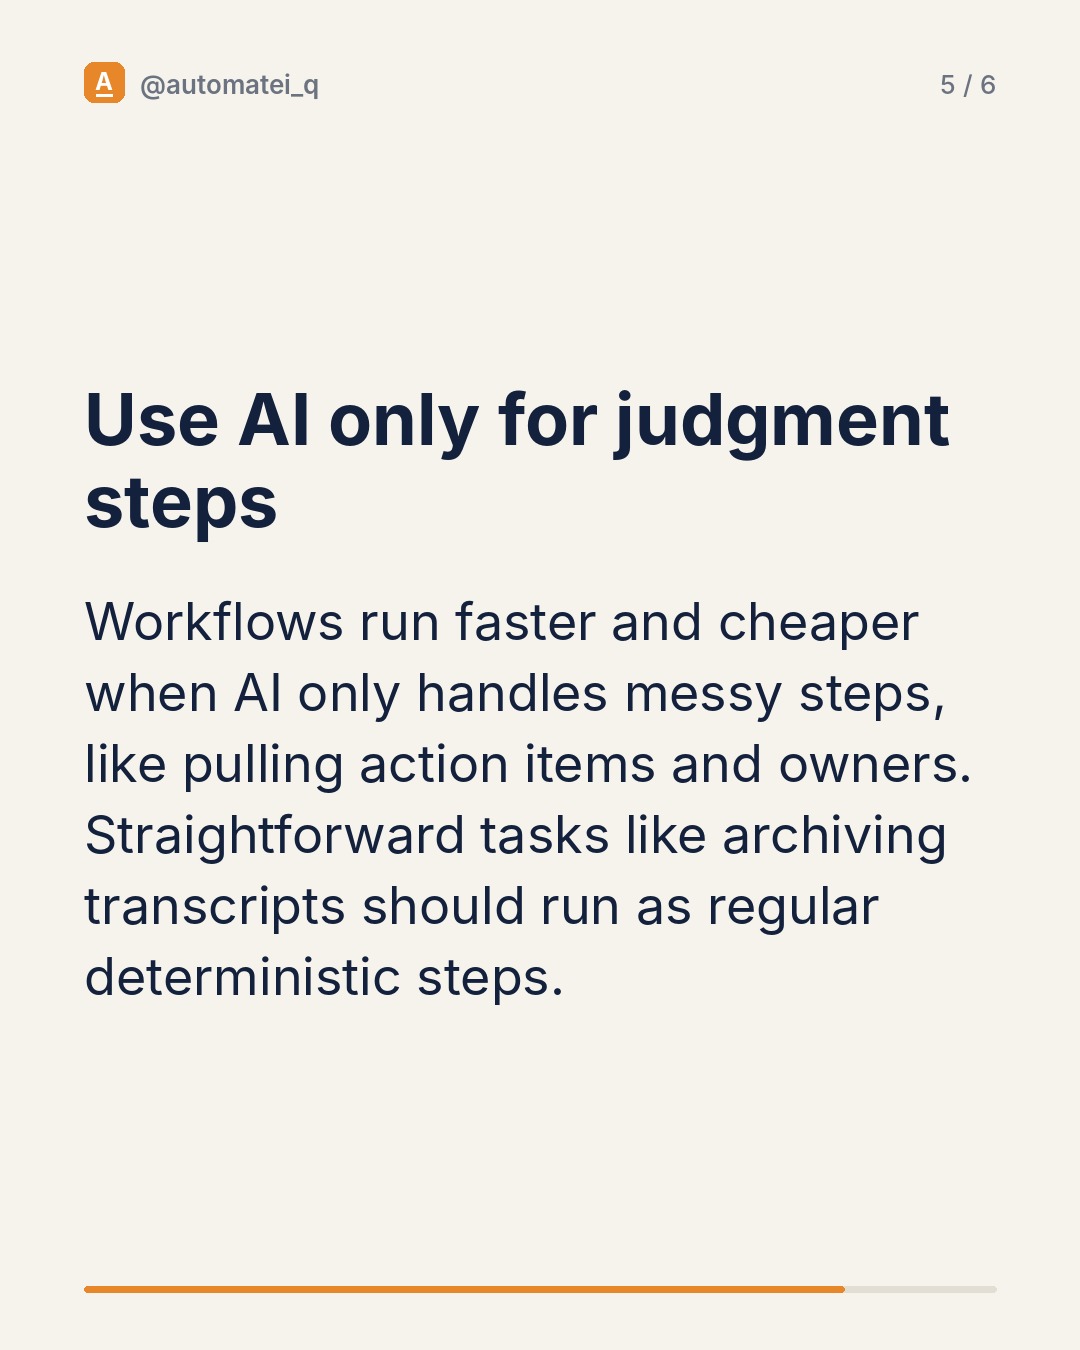 A @automatei_q
5 / 6
Use AI only for judgment
steps
Workflows run faster and cheaper
when AI only handles messy steps,
like pulling action items and owners.
Straightforward tasks like archiving
transcripts should run as regular
deterministic steps.